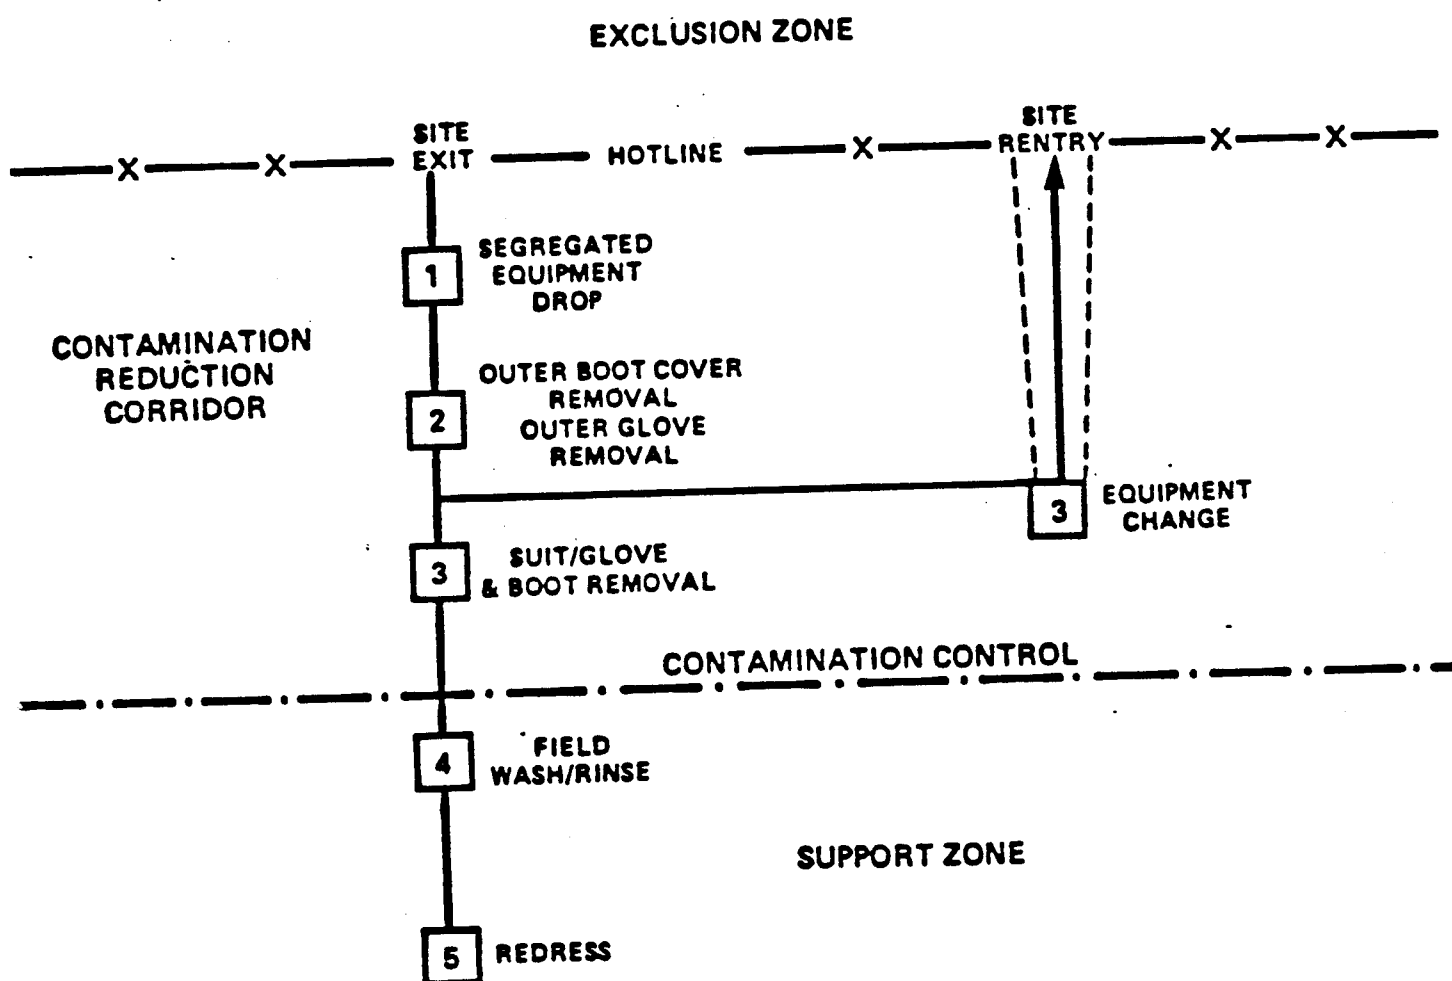 EXCLUSION ZONE
SITE
EXIT
HOTLINE
SITE
RENTRY
X
X
X
X
X
1
SEGREGATED
EQUIPMENT
DROP
CONTAMINATION
REDUCTION
CORRIDOR
2
OUTER BOOT COVER
REMOVAL
OUTER GLOVE
REMOVAL
3
EQUIPMENT
CHANGE
3
SUIT/GLOVE
& BOOT REMOVAL
CONTAMINATION CONTROL
4
FIELD
WASH/RINSE
SUPPORT ZONE
5
REDRESS